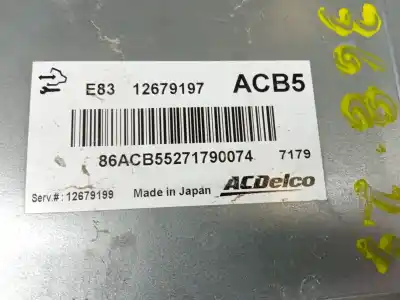 E83 12679197 ACB5
86ACB55271790074 7179
Serv.#: 12679199 Made in Japan ACDelco